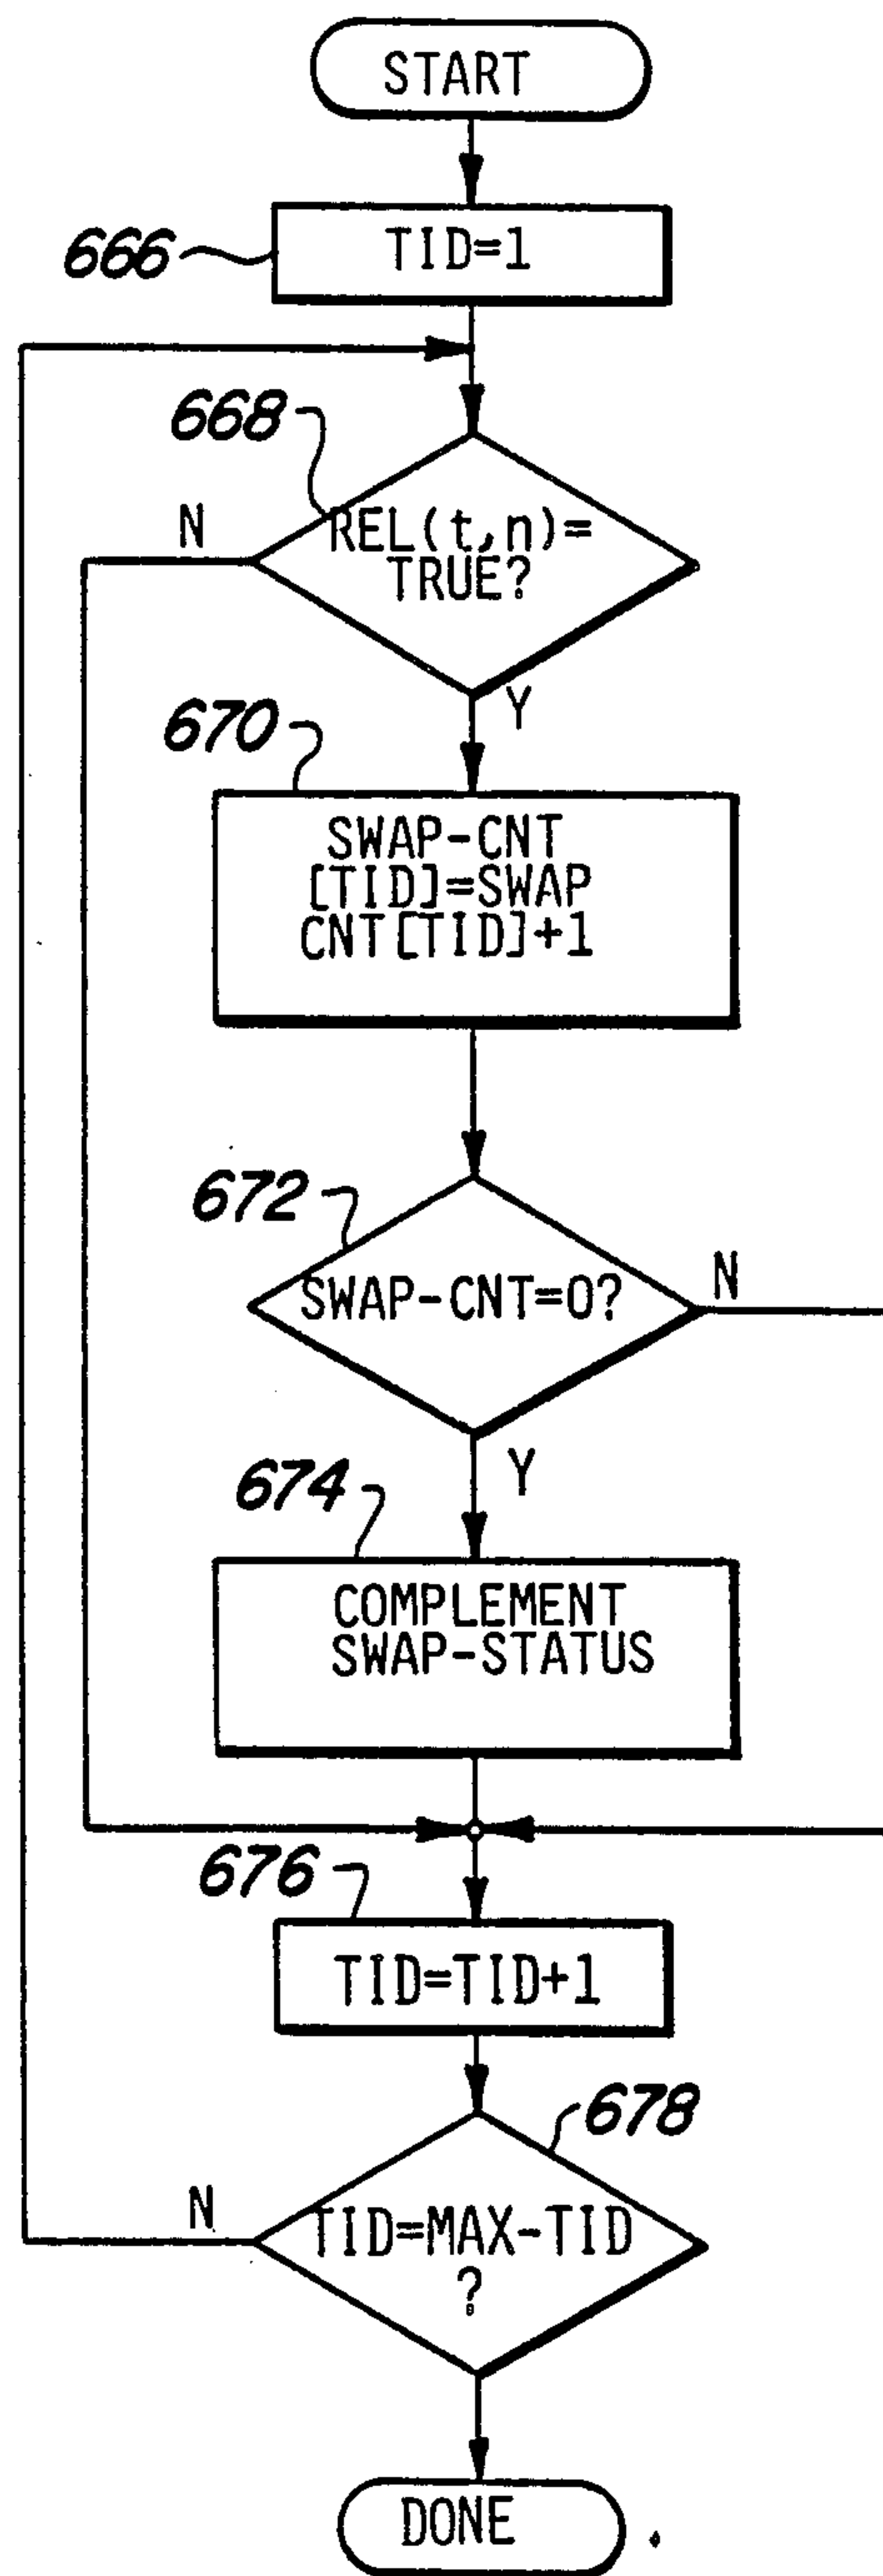 START
666
TID=1
668
N
REL(t,n)=
TRUE?
Y
670
SWAP-CNT
[TID]=SWAP
CNT[TID]+1
672
SWAP-CNT=0?
N
Y
674
COMPLEMENT
SWAP-STATUS
676
TID=TID+1
678
N
TID=MAX-TID
?
DONE